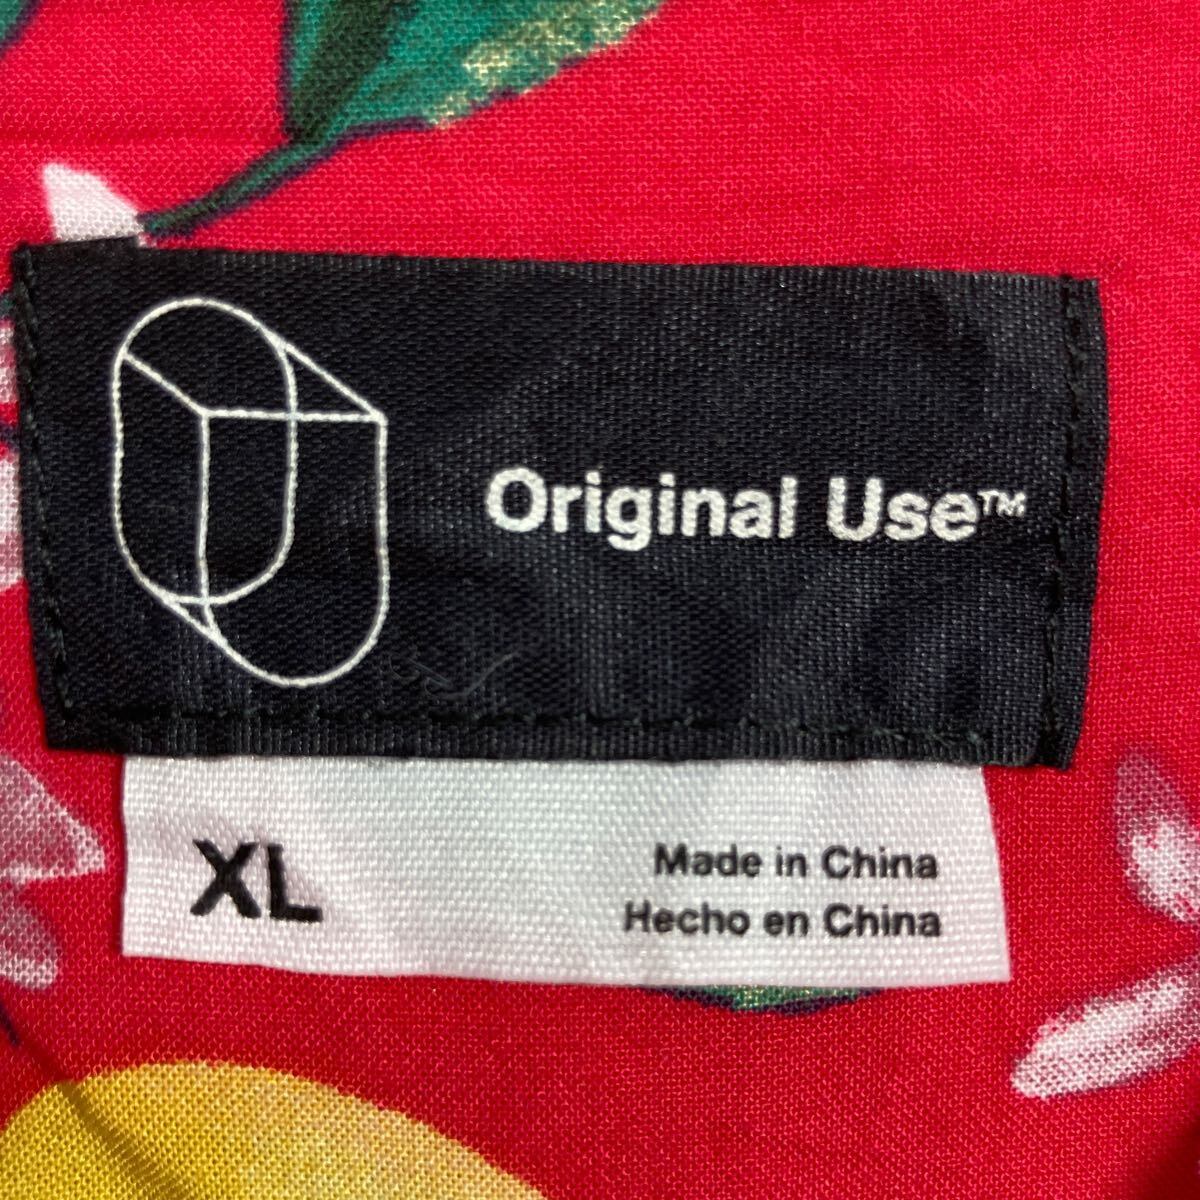 Original Use™
XL
Made in China
Hecho en China